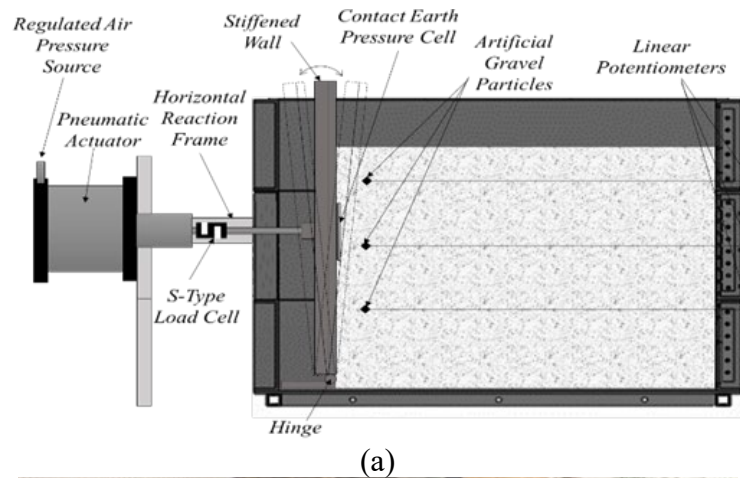 Regulated Air
Pressure
Source
Pneumatic
Actuator
Horizontal
Reaction
Frame
Stiffened
Wall
Contact Earth
Pressure Cell
Artificial
Gravel
Particles
Linear
Potentiometers
S-Type
Load Cell
Hinge
(a)